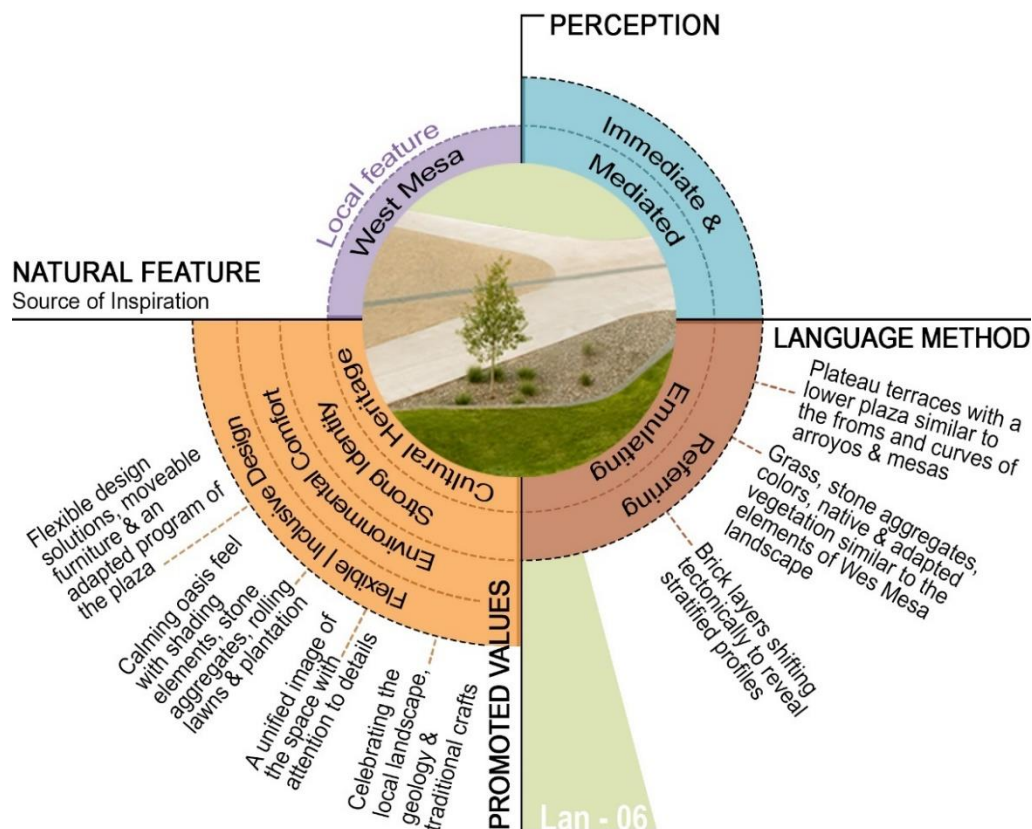 PERCEPTION
Immediate &
Mediated
Local feature
West Mesa
NATURAL FEATURE
Source of Inspiration
LANGUAGE METHOD
Emulating
Referring
Plateau terraces with a
lower plaza similar to
the froms and curves of
arroyos & mesas
Grass, stone aggregates,
colors, native & adapted
vegetation similar to the
elements of Wes Mesa
landscape
Brick layers shifting
tectonically to reveal
stratified profiles
PROMOTED VALUES
Cultural Heritage
Strong Identity
Environmental Comfort
Flexible | Inclusive Design
Flexible design
solutions, moveable
furniture & an
adapted program of
the plaza
Calming oasis feel
with shading
elements, stone
aggregates, rolling
lawns & plantation
A unified image of
the space with
attention to details
Celebrating the
local landscape,
geology &
traditional crafts
Lan - 06